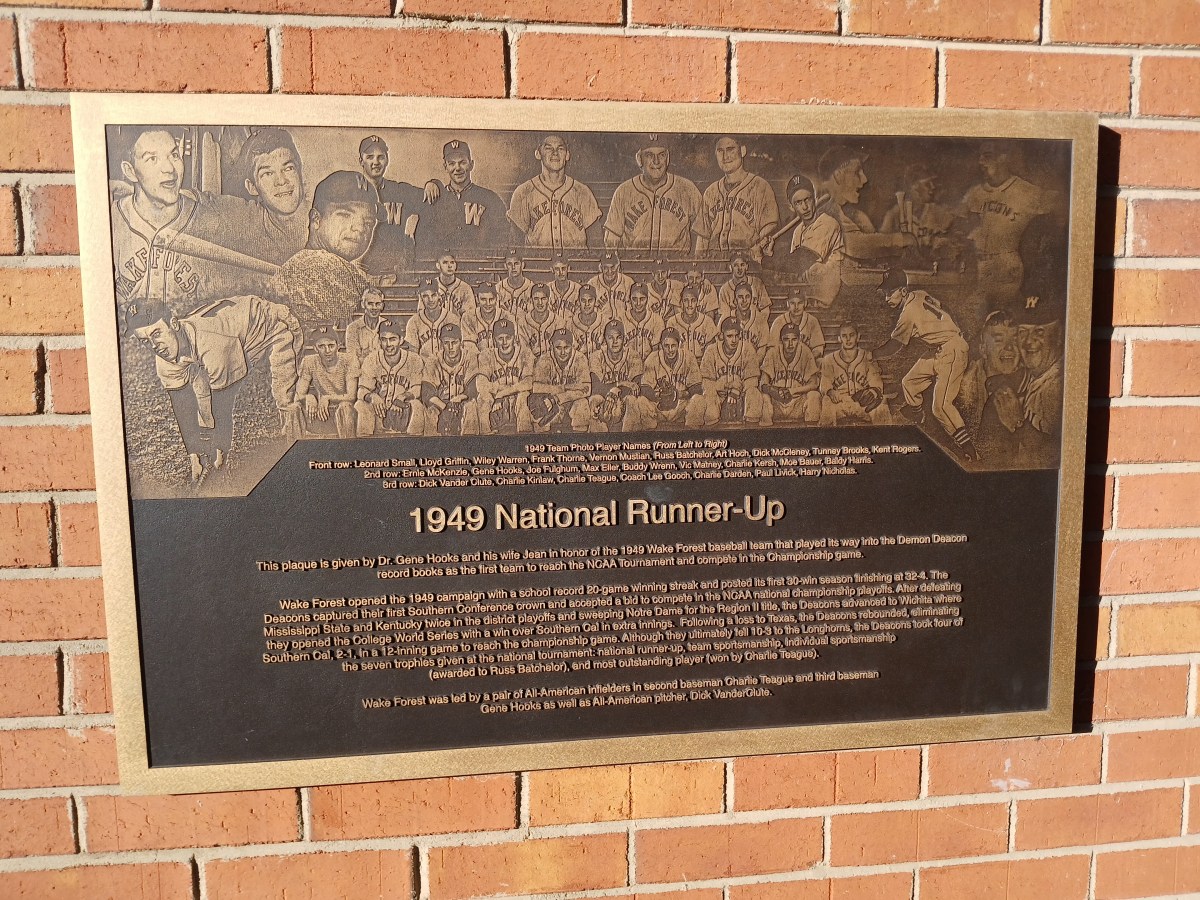 W
W
W
W
W
WAKE FOREST
WAKE FOREST
WAKE FOREST
1949 Team Photo Player Names (From Left to Right)
Front row: Leonard Small, Lloyd Griffin, Wiley Warren, Frank Thorne, Vernon Mustian, Russ Batchelor, Art Hoch, Dick McCleney, Tunney Brooks, Kent Rogers.
2nd row: Ernie McKenzie, Gene Hooks, Joe Fulghum, Max Eller, Buddy Wrenn, Vic Matney, Charlie Kersh, Moe Bauer, Baldy Harris.
3rd row: Dick Vander Clute, Charlie Kinlaw, Charlie Teague, Coach Lee Gooch, Charlie Darden, Paul Livick, Harry Nicholas.
1949 National Runner-Up
This plaque is given by Dr. Gene Hooks and his wife Jean in honor of the 1949 Wake Forest baseball team that played its way into the Demon Deacon
record books as the first team to reach the NCAA Tournament and compete in the Championship game.
Wake Forest opened the 1949 campaign with a school record 20-game winning streak and posted its first 30-win season finishing at 32-4. The
Deacons captured their first Southern Conference crown and accepted a bid to compete in the NCAA national championship playoffs. After defeating
Mississippi State and Kentucky twice in the district playoffs and sweeping Notre Dame for the Region II title, the Deacons advanced to Wichita where
they opened the College World Series with a win over Southern Cal in extra innings. Following a loss to Texas, the Deacons rebounded, eliminating
Southern Cal, 2-1, in a 12-inning game to reach the championship game. Although they ultimately fell 10-3 to the Longhorns, the Deacons took four of
the seven trophies given at the national tournament: national runner-up, team sportsmanship, individual sportsmanship
(awarded to Russ Batchelor), and most outstanding player (won by Charlie Teague).
Wake Forest was led by a pair of All-American infielders in second baseman Charlie Teague and third baseman
Gene Hooks as well as All-American pitcher, Dick VanderClute.